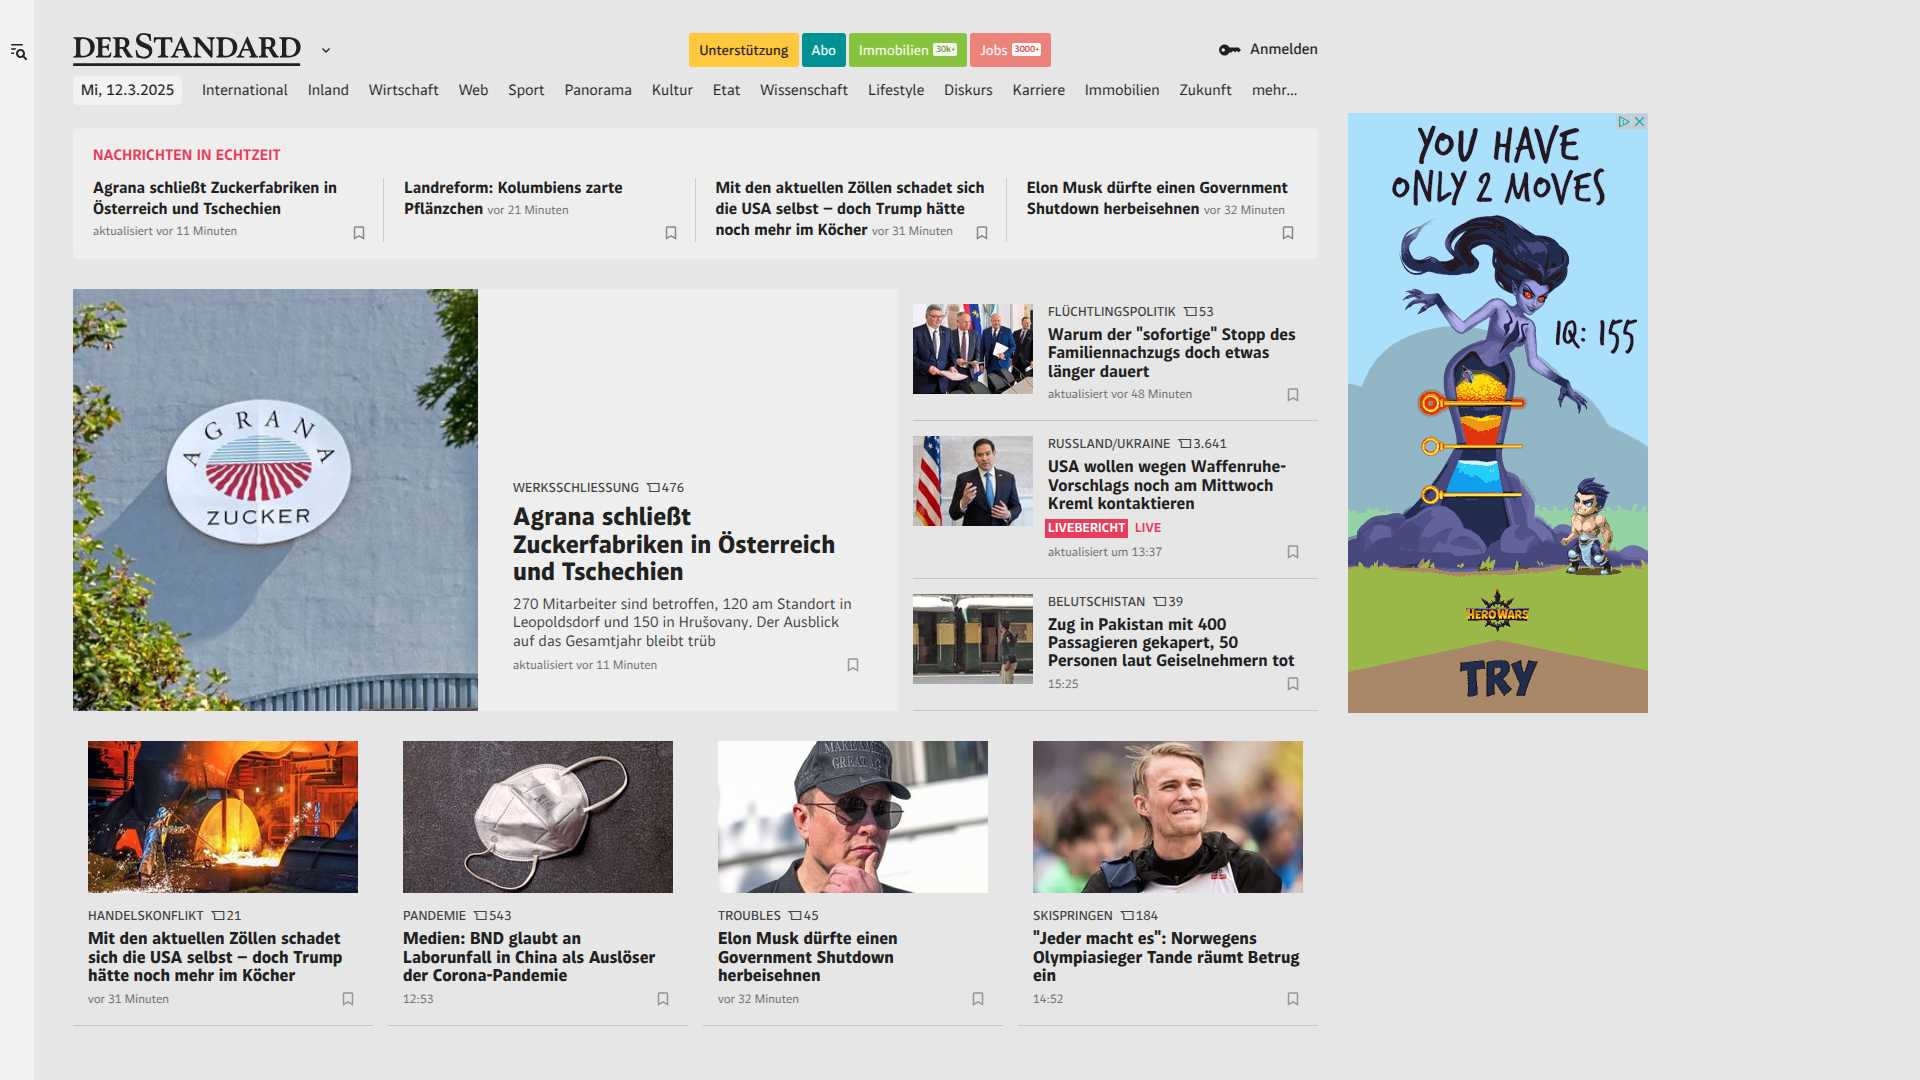 DERSTANDARD
Unterstützung
Abo
Immobilien 30k+
Jobs 3000+
Anmelden
Mi, 12.3.2025
International
Inland
Wirtschaft
Web
Sport
Panorama
Kultur
Etat
Wissenschaft
Lifestyle
Diskurs
Karriere
Immobilien
Zukunft
mehr...
NACHRICHTEN IN ECHTZEIT
Agrana schließt Zuckerfabriken in
Österreich und Tschechien
aktualisiert vor 11 Minuten
Landreform: Kolumbiens zarte
Pflänzchen vor 21 Minuten
Mit den aktuellen Zöllen schadet sich
die USA selbst – doch Trump hätte
noch mehr im Köcher vor 31 Minuten
Elon Musk dürfte einen Government
Shutdown herbeisehnen vor 32 Minuten
AGRANA
ZUCKER
WERKSSCHLIESSUNG 476
Agrana schließt
Zuckerfabriken in Österreich
und Tschechien
270 Mitarbeiter sind betroffen, 120 am Standort in
Leopoldsdorf und 150 in Hrušovany. Der Ausblick
auf das Gesamtjahr bleibt trüb
aktualisiert vor 11 Minuten
FLÜCHTLINGSPOLITIK 53
Warum der "sofortige" Stopp des
Familiennachzugs doch etwas
länger dauert
aktualisiert vor 48 Minuten
RUSSLAND/UKRAINE 3.641
USA wollen wegen Waffenruhe-
Vorschlags noch am Mittwoch
Kreml kontaktieren
LIVEBERICHT LIVE
aktualisiert um 13:37
BELUTSCHISTAN 39
Zug in Pakistan mit 400
Passagieren gekapert, 50
Personen laut Geiselnehmern tot
15:25
YOU HAVE
ONLY 2 MOVES
IQ: 155
HERO WARS
TRY
HANDELSKONFLIKT 21
Mit den aktuellen Zöllen schadet
sich die USA selbst – doch Trump
hätte noch mehr im Köcher
vor 31 Minuten
PANDEMIE 543
Medien: BND glaubt an
Laborunfall in China als Auslöser
der Corona-Pandemie
12:53
MAKE AMERICA
GREAT AGAIN
TROUBLES 45
Elon Musk dürfte einen
Government Shutdown
herbeisehnen
vor 32 Minuten
SKISPRINGEN 184
"Jeder macht es": Norwegens
Olympiasieger Tande räumt Betrug
ein
14:52